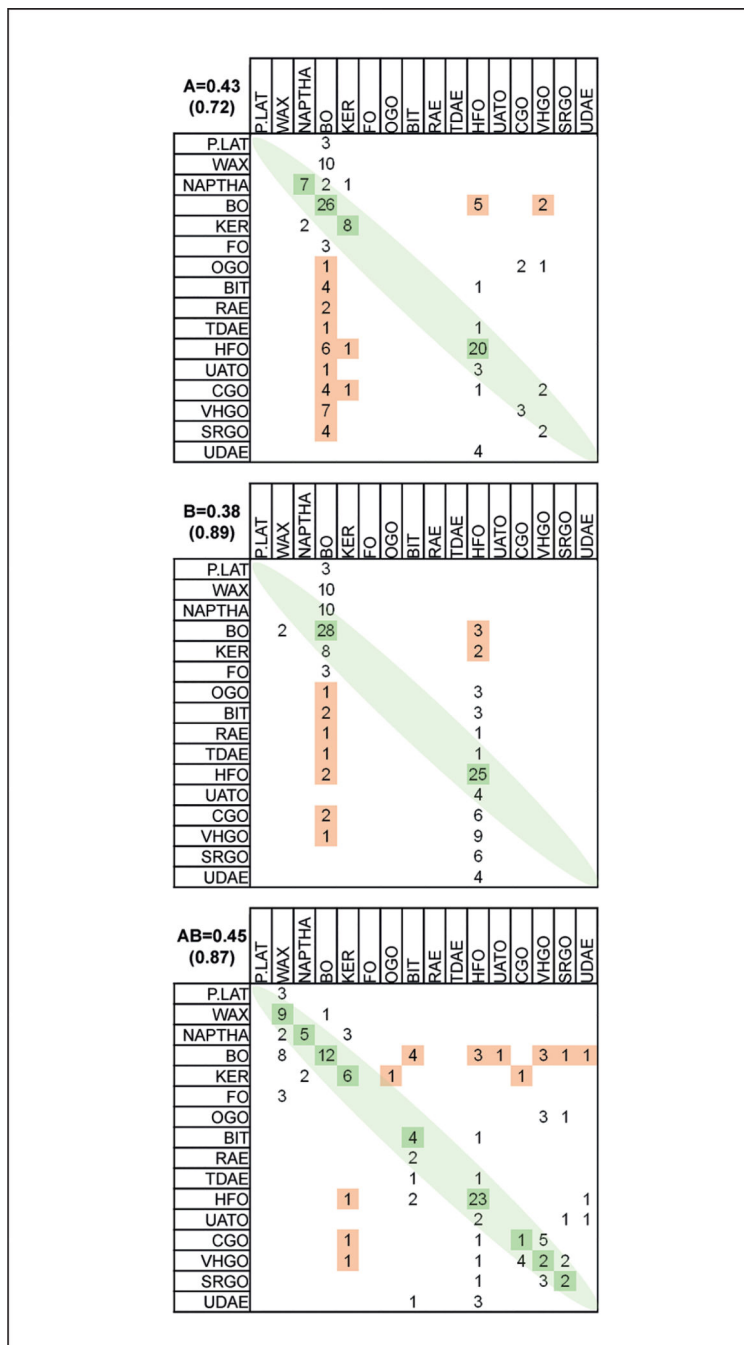 A=0.43
(0.72)
P.LAT WAX NAPTHA BO KER FO OGO BIT RAE TDAE HFO UATO CGO VHGO SRGO UDAE
P.LAT 3
WAX 10
NAPTHA 7 2 1
BO 26 5 2
KER 2 8
FO 3
OGO 1 2 1
BIT 4 1
RAE 2
TDAE 1 1
HFO 6 1 20
UATO 1 3
CGO 4 1 1 2
VHGO 7 3
SRGO 4 2
UDAE 4
B=0.38
(0.89)
P.LAT WAX NAPTHA BO KER FO OGO BIT RAE TDAE HFO UATO CGO VHGO SRGO UDAE
P.LAT 3
WAX 10
NAPTHA 10
BO 2 28 3
KER 8 2
FO 3
OGO 1 3
BIT 2 3
RAE 1 1
TDAE 1 1
HFO 2 25
UATO 4
CGO 2 6
VHGO 1 9
SRGO 6
UDAE 4
AB=0.45
(0.87)
P.LAT WAX NAPTHA BO KER FO OGO BIT RAE TDAE HFO UATO CGO VHGO SRGO UDAE
P.LAT 3
WAX 9 1
NAPTHA 2 5 3
BO 8 12 4 3 1 3 1 1
KER 2 6 1 1
FO 3
OGO 3 1
BIT 4 1
RAE 2
TDAE 1 1
HFO 1 2 23 1
UATO 2 1 1
CGO 1 1 1 5
VHGO 1 1 4 2 2
SRGO 1 3 2
UDAE 1 3